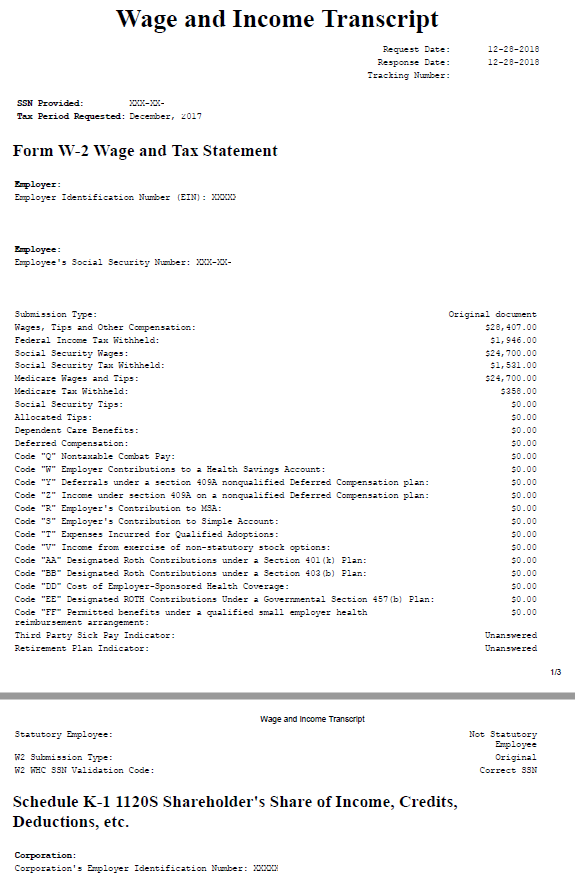 Wage and Income Transcript
Request Date: 12-28-2018
Response Date: 12-28-2018
Tracking Number:
SSN Provided: XXX-XX-
Tax Period Requested: December, 2017
Form W-2 Wage and Tax Statement
Employer:
Employer Identification Number (EIN): XXXXX
Employee:
Employee's Social Security Number: XXX-XX-
Submission Type: Original document
Wages, Tips and Other Compensation: $28,407.00
Federal Income Tax Withheld: $1,946.00
Social Security Wages: $24,700.00
Social Security Tax Withheld: $1,531.00
Medicare Wages and Tips: $24,700.00
Medicare Tax Withheld: $358.00
Social Security Tips: $0.00
Allocated Tips: $0.00
Dependent Care Benefits: $0.00
Deferred Compensation: $0.00
Code "Q" Nontaxable Combat Pay: $0.00
Code "W" Employer Contributions to a Health Savings Account: $0.00
Code "Y" Deferrals under a section 409A nonqualified Deferred Compensation plan: $0.00
Code "Z" Income under section 409A on a nonqualified Deferred Compensation plan: $0.00
Code "R" Employer's Contribution to MSA: $0.00
Code "S" Employer's Contribution to Simple Account: $0.00
Code "T" Expenses Incurred for Qualified Adoptions: $0.00
Code "V" Income from exercise of non-statutory stock options: $0.00
Code "AA" Designated Roth Contributions under a Section 401(k) Plan: $0.00
Code "BB" Designated Roth Contributions under a Section 403(b) Plan: $0.00
Code "DD" Cost of Employer-Sponsored Health Coverage: $0.00
Code "EE" Designated ROTH Contributions Under a Governmental Section 457(b) Plan: $0.00
Code "FF" Permitted benefits under a qualified small employer health $0.00
reimbursement arrangement:
Third Party Sick Pay Indicator: Unanswered
Retirement Plan Indicator: Unanswered
1/3
Wage and Income Transcript
Statutory Employee: Not Statutory
Employee
W2 Submission Type: Original
W2 WHC SSN Validation Code: Correct SSN
Schedule K-1 1120S Shareholder's Share of Income, Credits,
Deductions, etc.
Corporation:
Corporation's Employer Identification Number: XXXXX